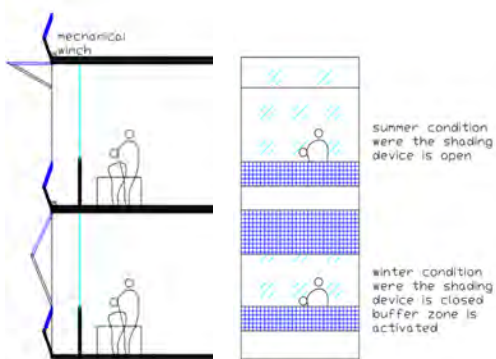 mechanical
winch
summer condition
were the shading
device is open
winter condition
were the shading
device is closed
buffer zone is
activated